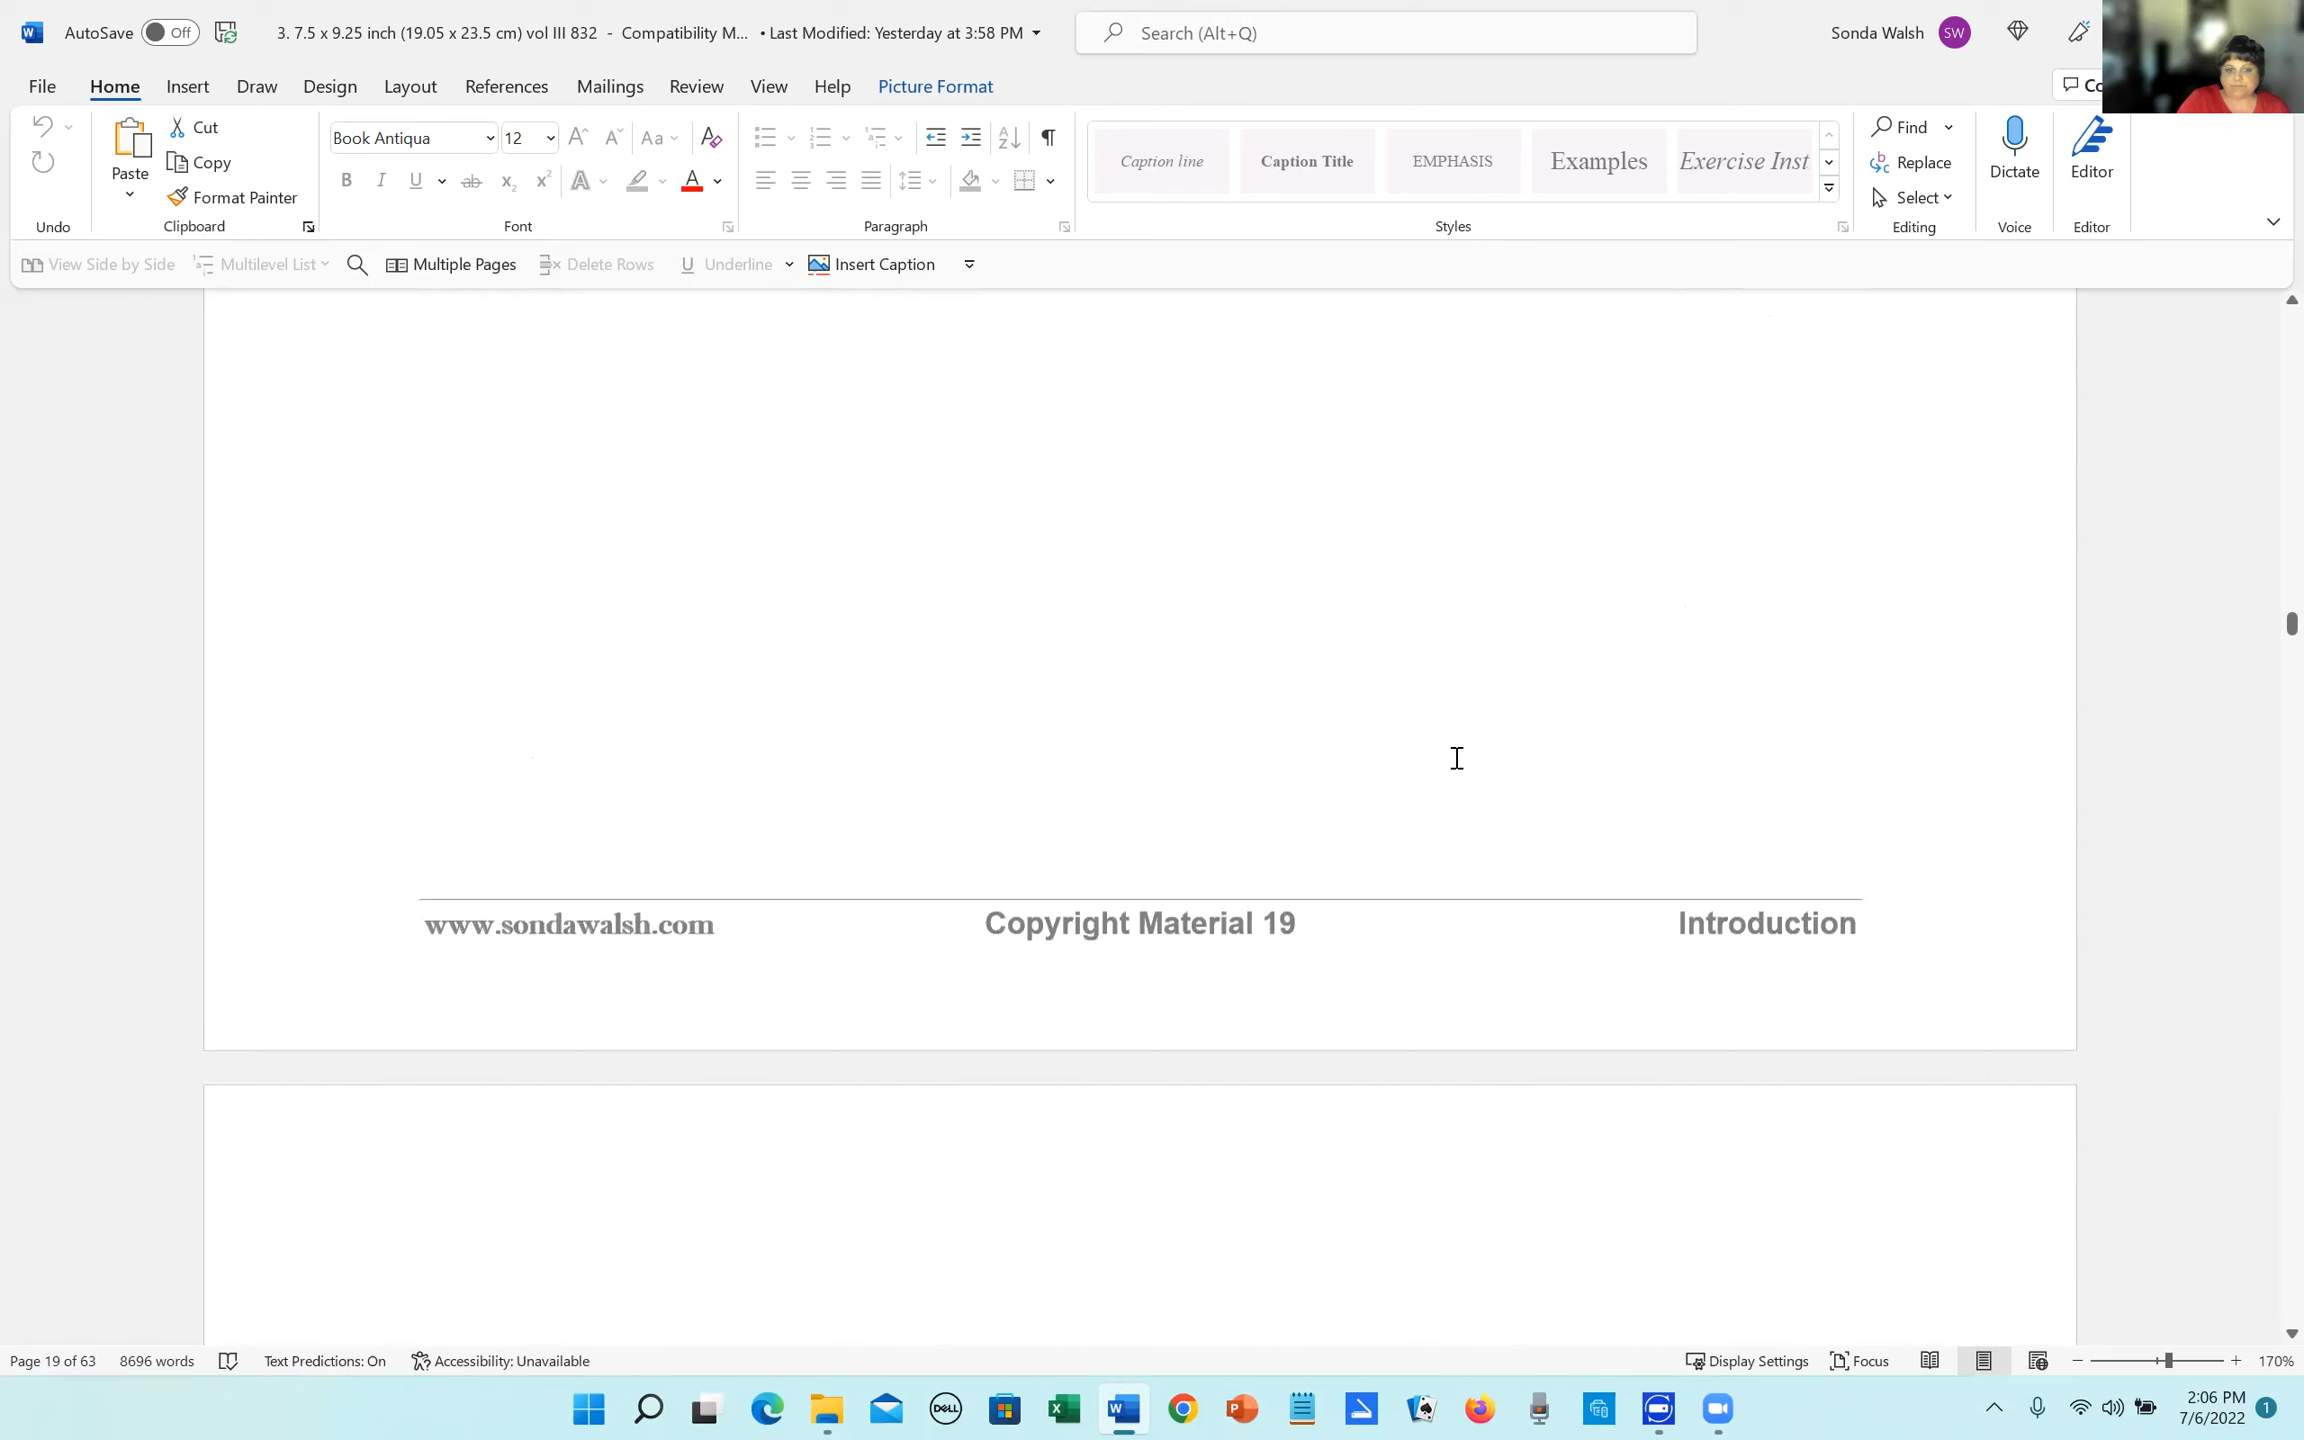 AutoSave Off 3. 7.5 x 9.25 inch (19.05 x 23.5 cm) vol III 832 - Compatibility M... • Last Modified: Yesterday at 3:58 PM Search (Alt+Q) Sonda Walsh SW
File Home Insert Draw Design Layout References Mailings Review View Help Picture Format Co
Paste Cut Copy Format Painter
Book Antiqua 12
Caption line Caption Title EMPHASIS Examples Exercise Inst
Find Replace Select
Dictate Editor
Undo Clipboard Font Paragraph Styles Editing Voice Editor
View Side by Side Multilevel List Multiple Pages Delete Rows Underline Insert Caption
www.sondawalsh.com Copyright Material 19 Introduction
Page 19 of 63 8696 words Text Predictions: On Accessibility: Unavailable Display Settings Focus 170%
DELL
2:06 PM
7/6/2022 1